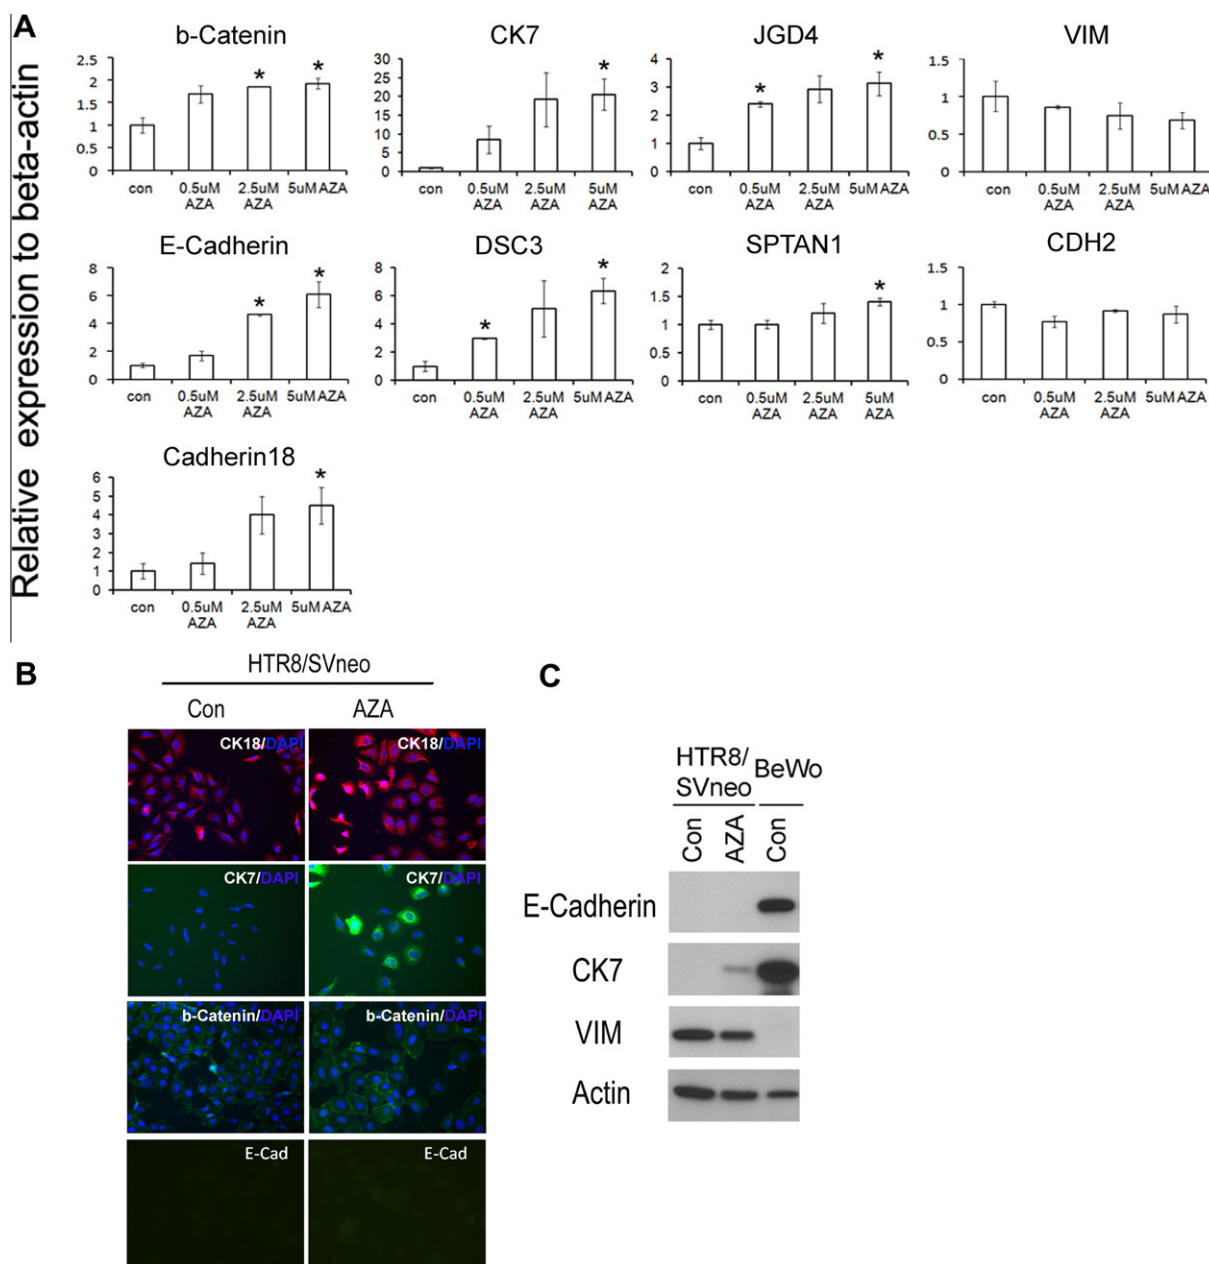 A
Relative expression to beta-actin
b-Catenin
2.5
2
1.5
1
0.5
0
*
*
con
0.5uM AZA
2.5uM AZA
5uM AZA
CK7
30
25
20
15
10
5
0
*
con
0.5uM AZA
2.5uM AZA
5uM AZA
JGD4
4
3
2
1
0
*
*
con
0.5uM AZA
2.5uM AZA
5uM AZA
VIM
1.5
1
0.5
0
con
0.5uM AZA
2.5uM AZA
5uM AZA
E-Cadherin
8
6
4
2
0
*
*
con
0.5uM AZA
2.5uM AZA
5uM AZA
DSC3
8
6
4
2
0
*
*
con
0.5uM AZA
2.5uM AZA
5uM AZA
SPTAN1
2
1.5
1
0.5
0
*
con
0.5uM AZA
2.5uM AZA
5uM AZA
CDH2
1.5
1
0.5
0
con
0.5uM AZA
2.5uM AZA
5uM AZA
Cadherin18
6
5
4
3
2
1
0
*
con
0.5uM AZA
2.5uM AZA
5uM AZA
B
HTR8/SVneo
Con
AZA
CK18/DAPI
CK18/DAPI
CK7/DAPI
CK7/DAPI
b-Catenin/DAPI
b-Catenin/DAPI
E-Cad
E-Cad
C
HTR8/
SVneo
BeWo
Con
AZA
Con
E-Cadherin
CK7
VIM
Actin